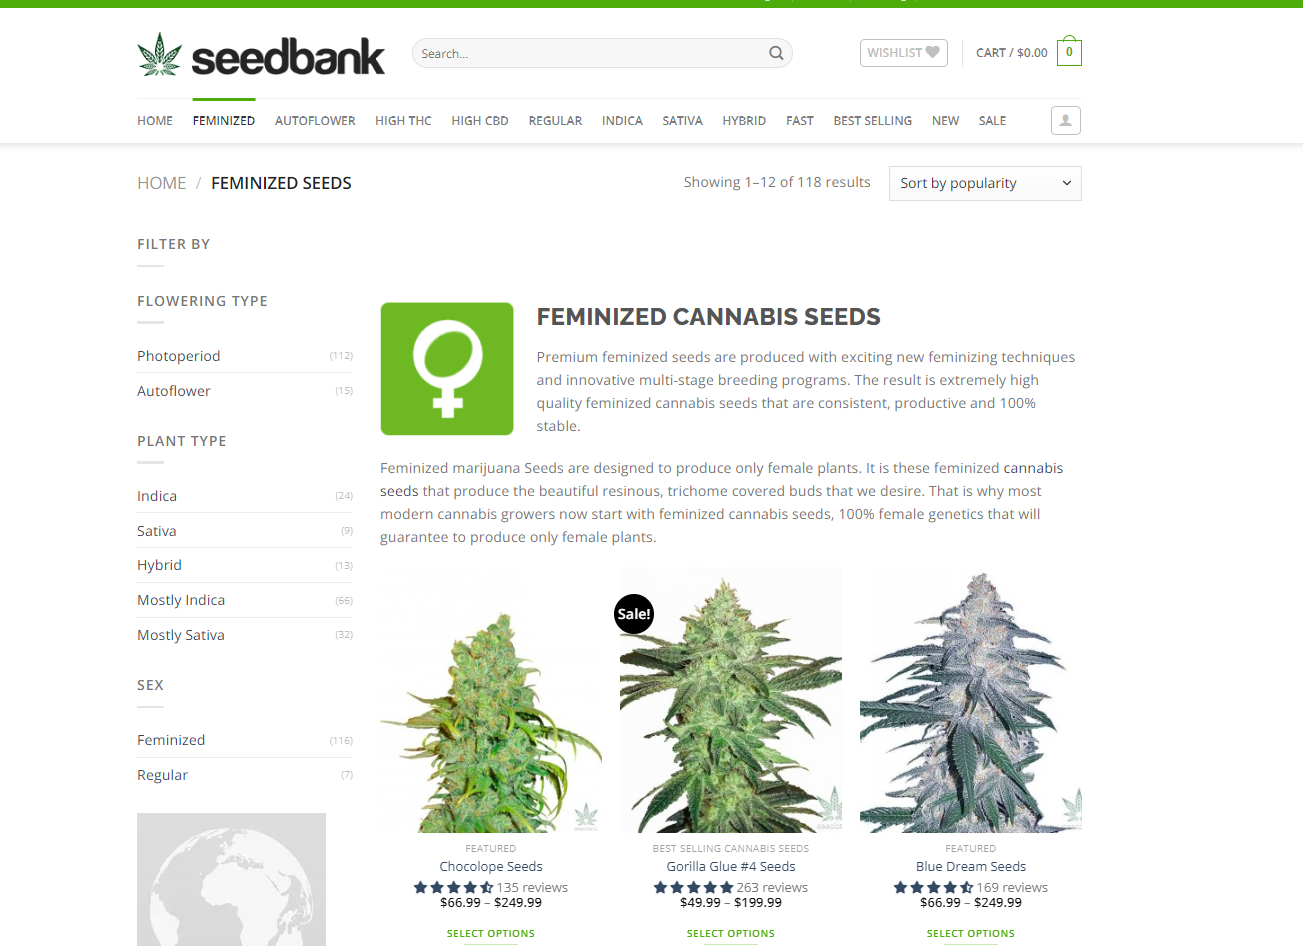 seedbank
Search...
WISHLIST
CART / $0.00
0
HOME
FEMINIZED
AUTOFLOWER
HIGH THC
HIGH CBD
REGULAR
INDICA
SATIVA
HYBRID
FAST
BEST SELLING
NEW
SALE
HOME / FEMINIZED SEEDS
Showing 1–12 of 118 results
Sort by popularity
FILTER BY
FLOWERING TYPE
Photoperiod (112)
Autoflower (15)
PLANT TYPE
Indica (24)
Sativa (9)
Hybrid (13)
Mostly Indica (66)
Mostly Sativa (32)
SEX
Feminized (116)
Regular (7)
FEMINIZED CANNABIS SEEDS
Premium feminized seeds are produced with exciting new feminizing techniques
and innovative multi-stage breeding programs. The result is extremely high
quality feminized cannabis seeds that are consistent, productive and 100%
stable.
Feminized marijuana Seeds are designed to produce only female plants. It is these feminized cannabis
seeds that produce the beautiful resinous, trichome covered buds that we desire. That is why most
modern cannabis growers now start with feminized cannabis seeds, 100% female genetics that will
guarantee to produce only female plants.
FEATURED
Chocolope Seeds
135 reviews
$66.99 – $249.99
SELECT OPTIONS
Sale!
BEST SELLING CANNABIS SEEDS
Gorilla Glue #4 Seeds
263 reviews
$49.99 – $199.99
SELECT OPTIONS
FEATURED
Blue Dream Seeds
169 reviews
$66.99 – $249.99
SELECT OPTIONS